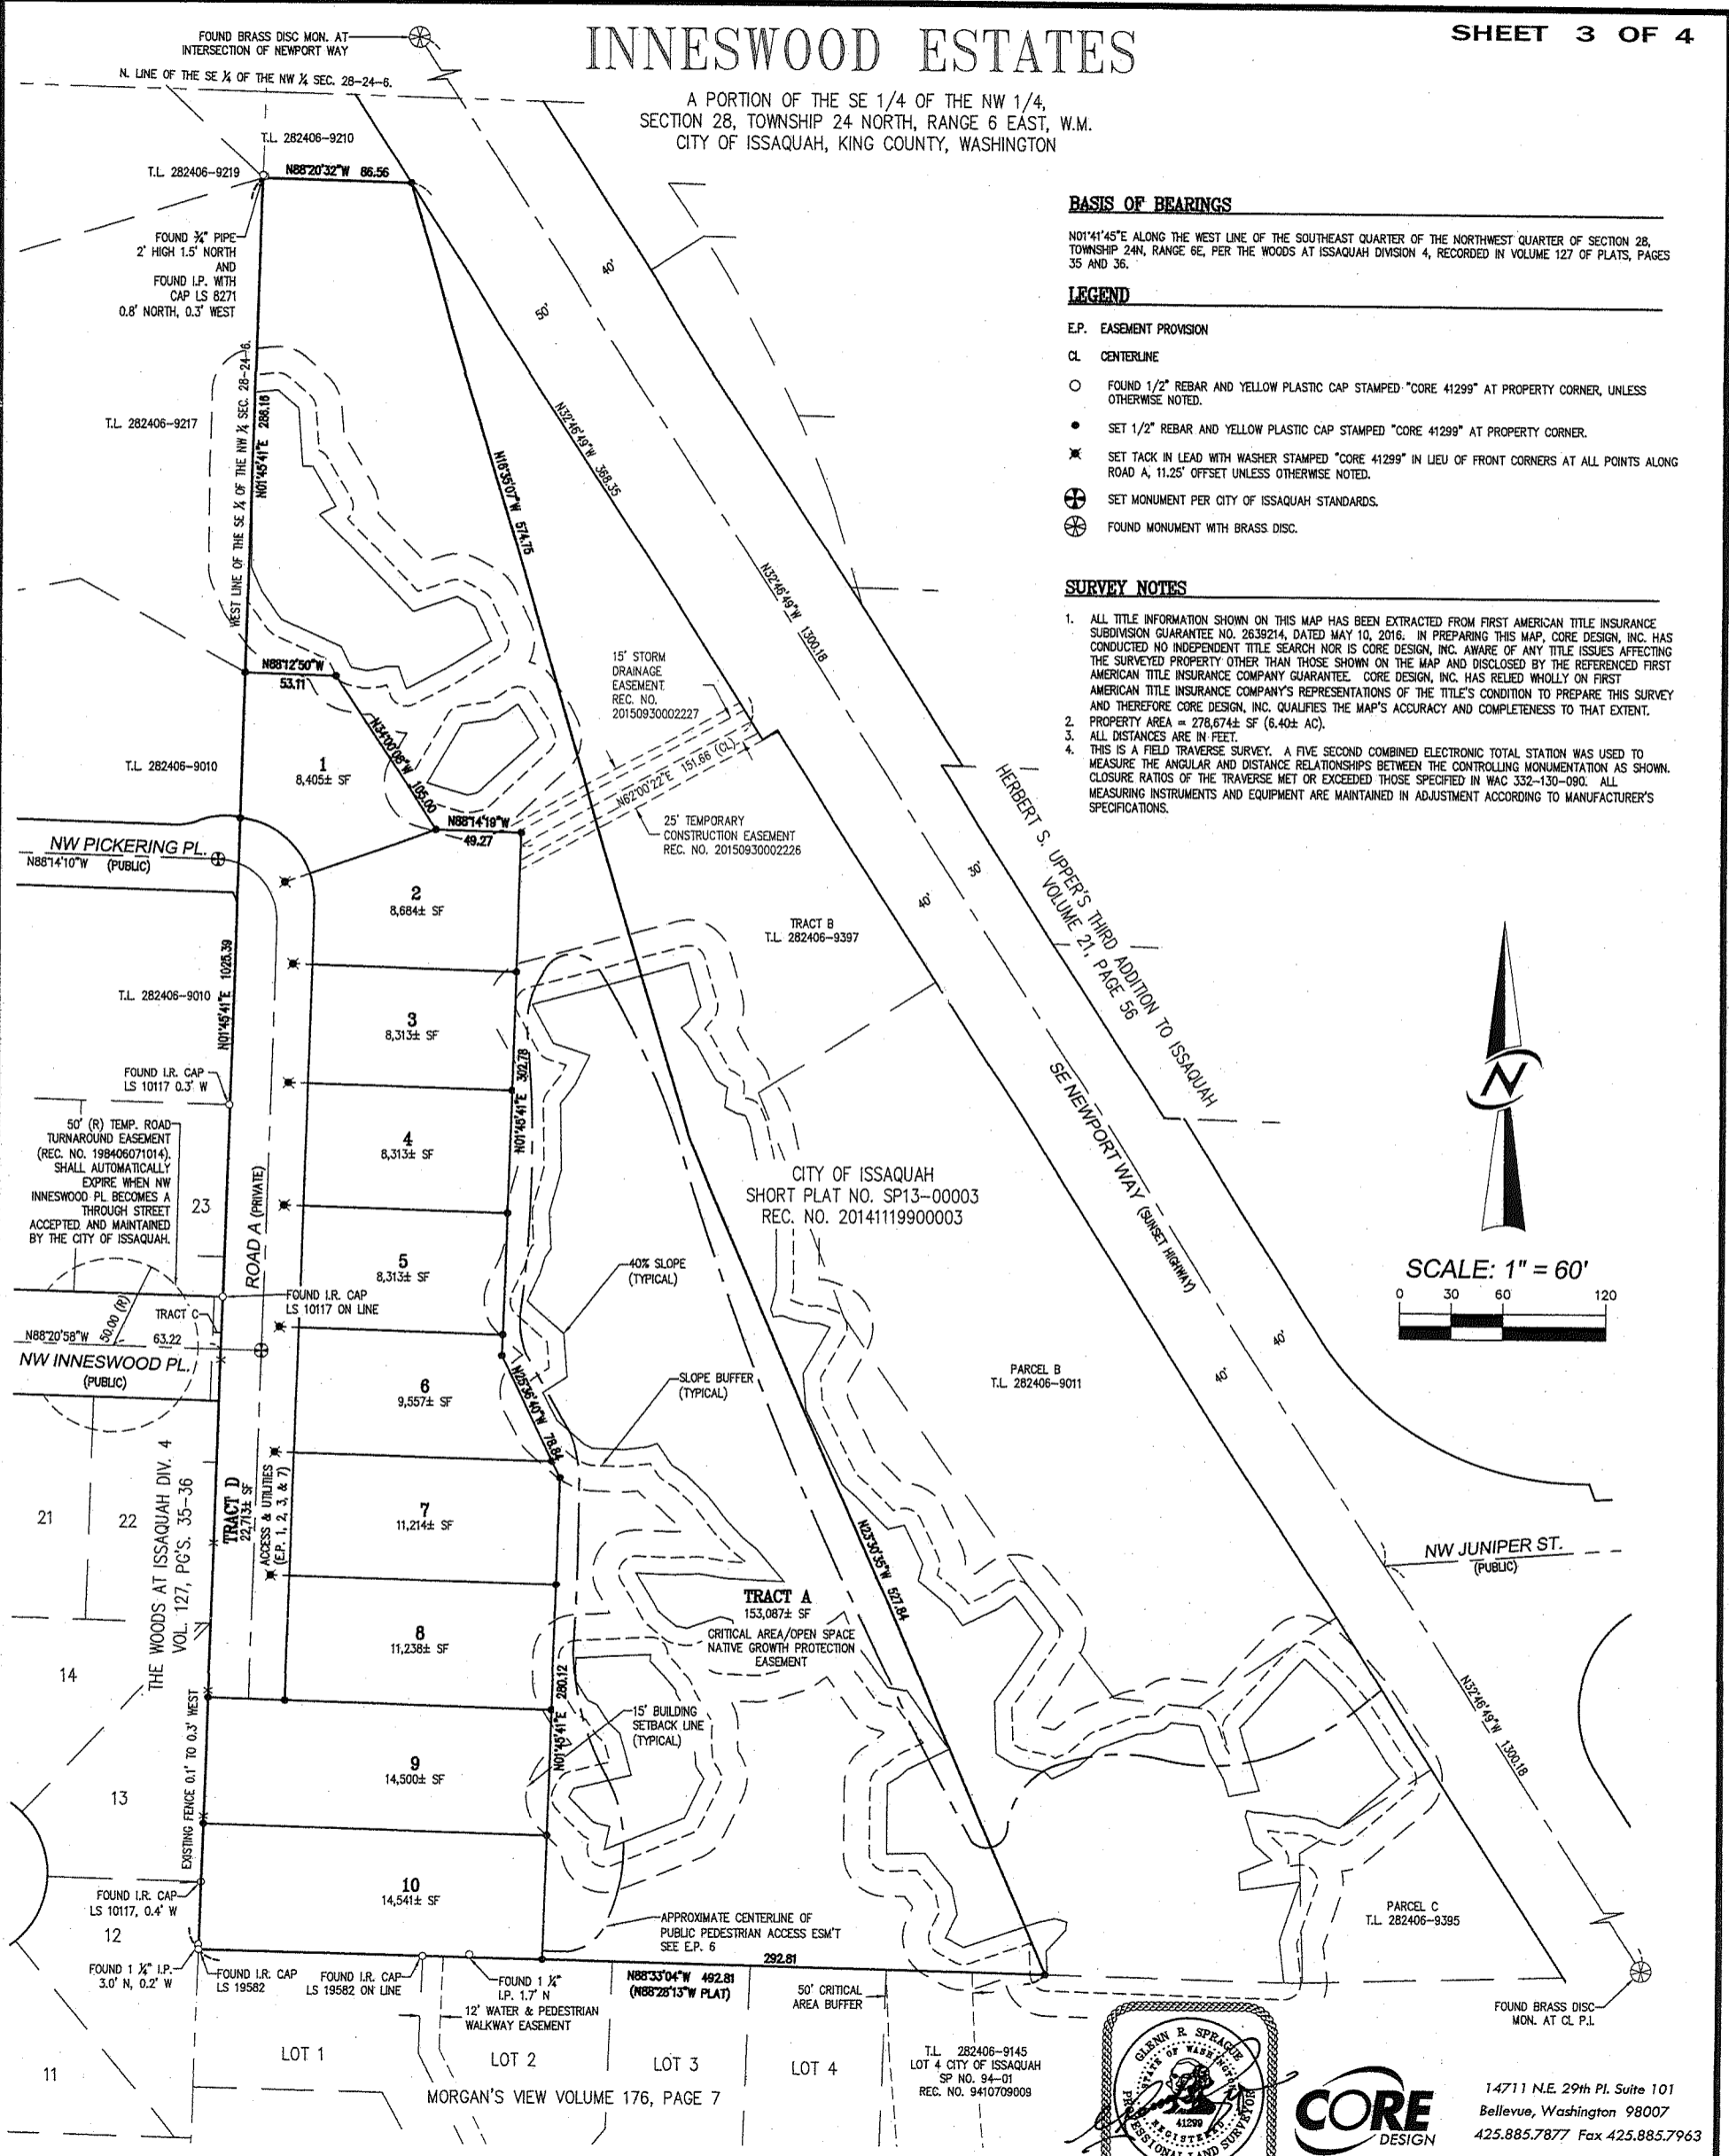 SHEET 3 OF 4
INNESWOOD ESTATES
A PORTION OF THE SE 1/4 OF THE NW 1/4,
SECTION 28, TOWNSHIP 24 NORTH, RANGE 6 EAST, W.M.
CITY OF ISSAQUAH, KING COUNTY, WASHINGTON
FOUND BRASS DISC MON. AT
INTERSECTION OF NEWPORT WAY
N. LINE OF THE SE ¼ OF THE NW ¼ SEC. 28-24-6.
T.L. 282406-9210
T.L. 282406-9219
N88°20'32"W 86.56
FOUND ¾" PIPE
2' HIGH 1.5' NORTH
AND
FOUND I.P. WITH
CAP LS 8271
0.8' NORTH, 0.3' WEST
WEST LINE OF THE SE ¼ OF THE NW ¼ SEC. 28-24-6.
N01°45'41"E 286.16
T.L. 282406-9217
N16°35'07"W 574.75
N32°46'49"W 368.35
50'
40'
N32°46'49"W 1300.18
BASIS OF BEARINGS
N01°41'45"E ALONG THE WEST LINE OF THE SOUTHEAST QUARTER OF THE NORTHWEST QUARTER OF SECTION 28,
TOWNSHIP 24N, RANGE 6E, PER THE WOODS AT ISSAQUAH DIVISION 4, RECORDED IN VOLUME 127 OF PLATS, PAGES
35 AND 36.
LEGEND
E.P. EASEMENT PROVISION
CL CENTERLINE
FOUND 1/2" REBAR AND YELLOW PLASTIC CAP STAMPED "CORE 41299" AT PROPERTY CORNER, UNLESS
OTHERWISE NOTED.
SET 1/2" REBAR AND YELLOW PLASTIC CAP STAMPED "CORE 41299" AT PROPERTY CORNER.
SET TACK IN LEAD WITH WASHER STAMPED "CORE 41299" IN LIEU OF FRONT CORNERS AT ALL POINTS ALONG
ROAD A, 11.25' OFFSET UNLESS OTHERWISE NOTED.
SET MONUMENT PER CITY OF ISSAQUAH STANDARDS.
FOUND MONUMENT WITH BRASS DISC.
SURVEY NOTES
1. ALL TITLE INFORMATION SHOWN ON THIS MAP HAS BEEN EXTRACTED FROM FIRST AMERICAN TITLE INSURANCE
SUBDIVISION GUARANTEE NO. 2639214, DATED MAY 10, 2016. IN PREPARING THIS MAP, CORE DESIGN, INC. HAS
CONDUCTED NO INDEPENDENT TITLE SEARCH NOR IS CORE DESIGN, INC. AWARE OF ANY TITLE ISSUES AFFECTING
THE SURVEYED PROPERTY OTHER THAN THOSE SHOWN ON THE MAP AND DISCLOSED BY THE REFERENCED FIRST
AMERICAN TITLE INSURANCE COMPANY GUARANTEE. CORE DESIGN, INC. HAS RELIED WHOLLY ON FIRST
AMERICAN TITLE INSURANCE COMPANY'S REPRESENTATIONS OF THE TITLE'S CONDITION TO PREPARE THIS SURVEY
AND THEREFORE CORE DESIGN, INC. QUALIFIES THE MAP'S ACCURACY AND COMPLETENESS TO THAT EXTENT.
2. PROPERTY AREA = 278,674± SF (6.40± AC).
3. ALL DISTANCES ARE IN FEET.
4. THIS IS A FIELD TRAVERSE SURVEY. A FIVE SECOND COMBINED ELECTRONIC TOTAL STATION WAS USED TO
MEASURE THE ANGULAR AND DISTANCE RELATIONSHIPS BETWEEN THE CONTROLLING MONUMENTATION AS SHOWN.
CLOSURE RATIOS OF THE TRAVERSE MET OR EXCEEDED THOSE SPECIFIED IN WAC 332-130-090. ALL
MEASURING INSTRUMENTS AND EQUIPMENT ARE MAINTAINED IN ADJUSTMENT ACCORDING TO MANUFACTURER'S
SPECIFICATIONS.
N88°12'50"W
53.11
N34°00'08"W 105.00
15' STORM
DRAINAGE
EASEMENT
REC. NO.
20150930002227
N62°00'22"E 151.66 (CL)
25' TEMPORARY
CONSTRUCTION EASEMENT
REC. NO. 20150930002226
N88°14'19"W
49.27
T.L. 282406-9010
1
8,405± SF
NW PICKERING PL.
N88°14'10"W (PUBLIC)
2
8,684± SF
TRACT B
T.L. 282406-9397
HERBERT S. UPPER'S THIRD ADDITION TO ISSAQUAH
VOLUME 21, PAGE 56
30'
40'
N01°45'41"E 1025.39
T.L. 282406-9010
3
8,313± SF
N01°45'41"E 302.78
FOUND I.R. CAP
LS 10117 0.3' W
50' (R) TEMP. ROAD
TURNAROUND EASEMENT
(REC. NO. 198406071014).
SHALL AUTOMATICALLY
EXPIRE WHEN NW
INNESWOOD PL. BECOMES A
THROUGH STREET
ACCEPTED AND MAINTAINED
BY THE CITY OF ISSAQUAH.
23
ROAD A (PRIVATE)
4
8,313± SF
CITY OF ISSAQUAH
SHORT PLAT NO. SP13-00003
REC. NO. 20141119900003
SE NEWPORT WAY (SUNSET HIGHWAY)
5
8,313± SF
40% SLOPE
(TYPICAL)
FOUND I.R. CAP
LS 10117 ON LINE
SCALE: 1" = 60'
0 30 60 120
TRACT C
50.00 (R)
N88°20'58"W 63.22
NW INNESWOOD PL.
(PUBLIC)
6
9,557± SF
N25°36'40"W 78.84
SLOPE BUFFER
(TYPICAL)
PARCEL B
T.L. 282406-9011
40'
40'
21
22
THE WOODS AT ISSAQUAH DIV. 4
VOL. 127, PG'S. 35-36
TRACT D
22,713± SF
ACCESS & UTILITIES
(E.P. 1, 2, 3, & 7)
7
11,214± SF
N23°30'35"W 527.84
NW JUNIPER ST.
(PUBLIC)
TRACT A
153,087± SF
CRITICAL AREA/OPEN SPACE
NATIVE GROWTH PROTECTION
EASEMENT
8
11,238± SF
14
N01°45'41"E 280.12
15' BUILDING
SETBACK LINE
(TYPICAL)
N32°46'49"W 1300.18
EXISTING FENCE 0.1' TO 0.3' WEST
9
14,500± SF
13
10
14,541± SF
FOUND I.R. CAP
LS 10117, 0.4' W
12
APPROXIMATE CENTERLINE OF
PUBLIC PEDESTRIAN ACCESS ESM'T
SEE E.P. 6
PARCEL C
T.L. 282406-9395
292.81
FOUND 1 ¼" I.P.
3.0' N, 0.2' W
FOUND I.R. CAP
LS 19582
FOUND I.R. CAP
LS 19582 ON LINE
FOUND 1 ¼"
I.P. 1.7' N
N88°33'04"W 492.81
(N88°28'13"W PLAT)
50' CRITICAL
AREA BUFFER
12' WATER & PEDESTRIAN
WALKWAY EASEMENT
FOUND BRASS DISC
MON. AT CL P.I.
11
LOT 1
LOT 2
LOT 3
LOT 4
T.L. 282406-9145
LOT 4 CITY OF ISSAQUAH
SP NO. 94-01
REC. NO. 9410709009
MORGAN'S VIEW VOLUME 176, PAGE 7
GLENN R. SPRAGUE
STATE OF WASHINGTON
41299
REGISTERED
PROFESSIONAL LAND SURVEYOR
CORE
DESIGN
14711 N.E. 29th Pl. Suite 101
Bellevue, Washington 98007
425.885.7877 Fax 425.885.7963